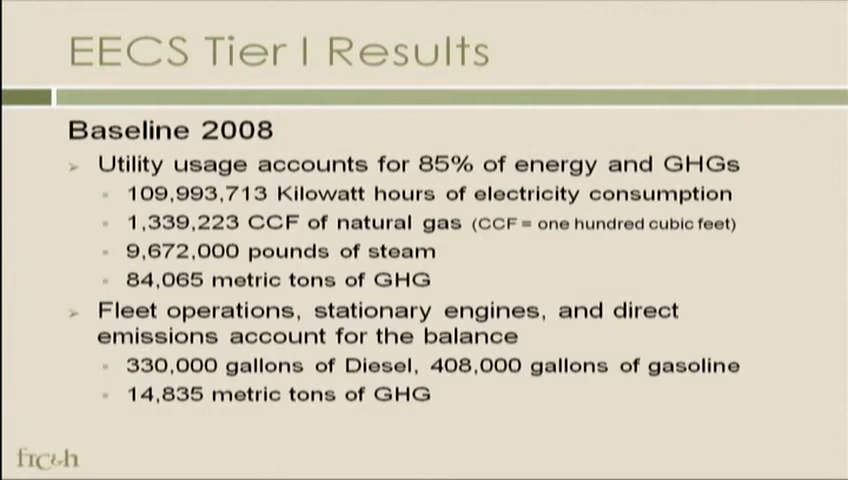 EECS Tier I Results
Baseline 2008
Utility usage accounts for 85% of energy and GHGs
109,993,713 Kilowatt hours of electricity consumption
1,339,223 CCF of natural gas (CCF = one hundred cubic feet)
9,672,000 pounds of steam
84,065 metric tons of GHG
Fleet operations, stationary engines, and direct
emissions account for the balance
330,000 gallons of Diesel, 408,000 gallons of gasoline
14,835 metric tons of GHG
ftc&h